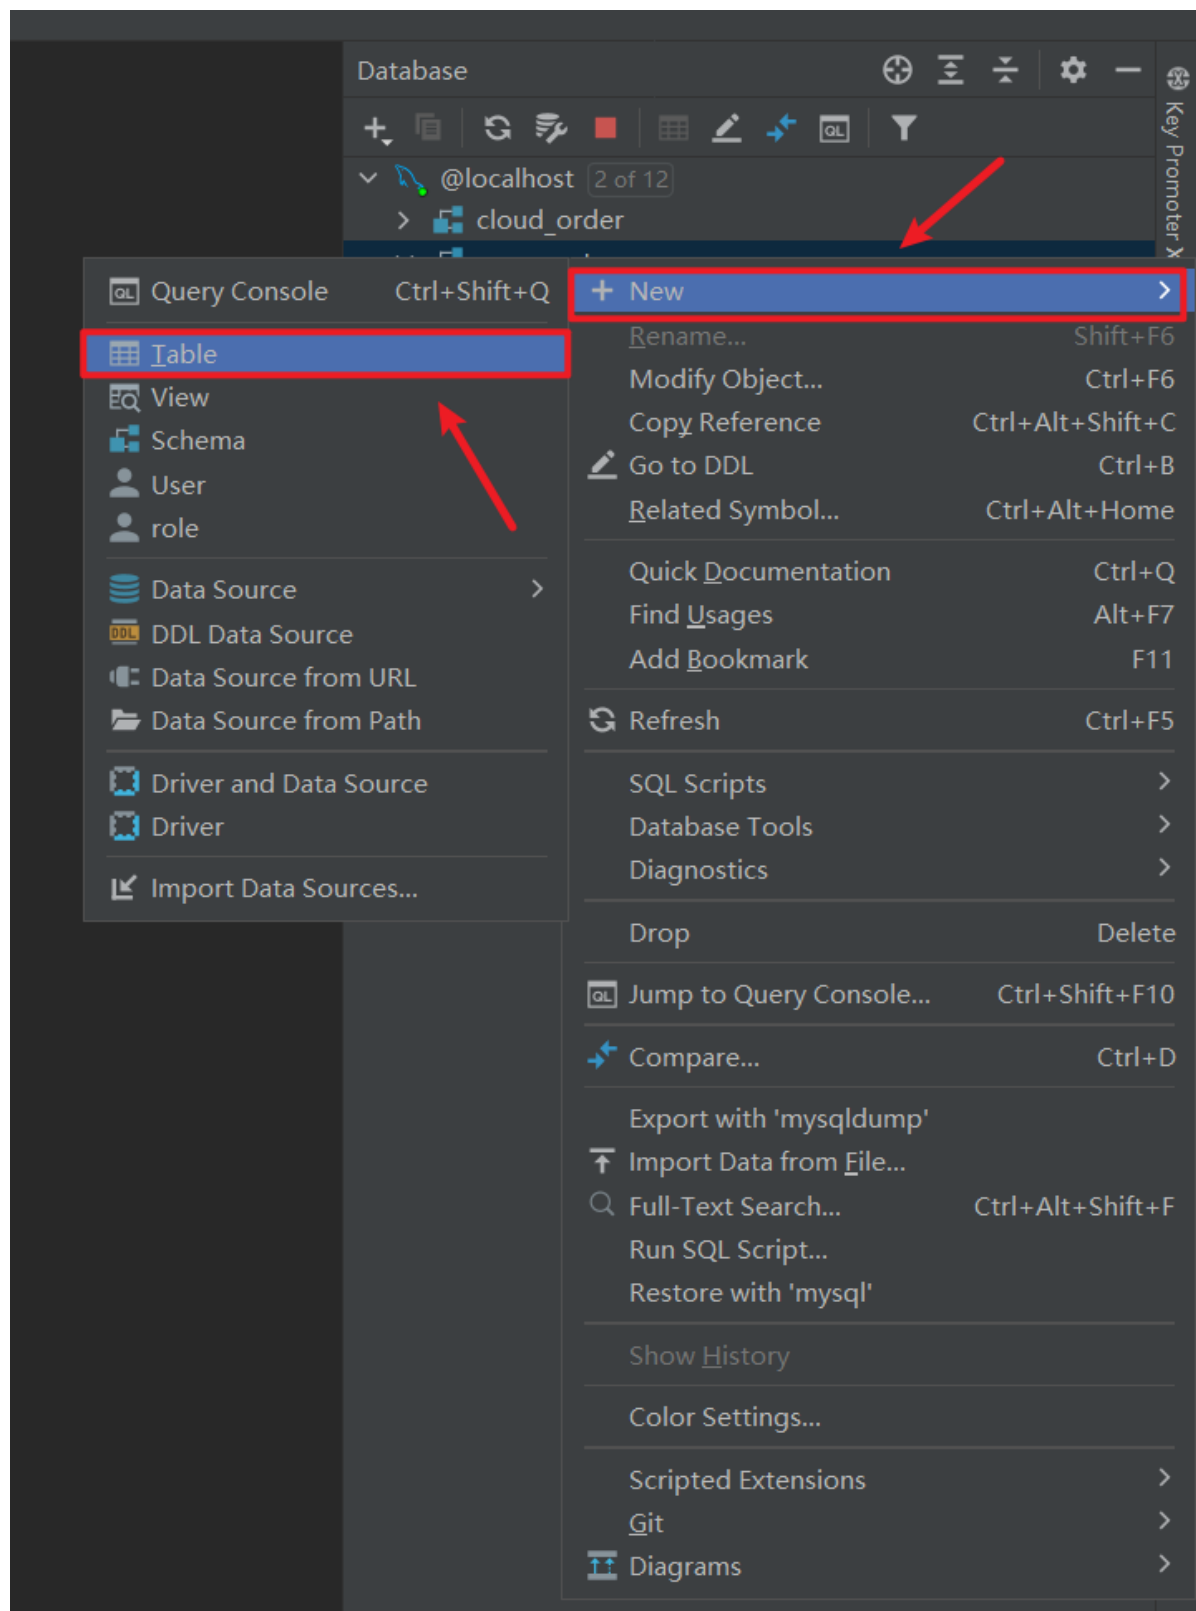 Database
@localhost 2 of 12
cloud_order
Key Promoter X
Query Console Ctrl+Shift+Q
Table
View
Schema
User
role
Data Source
DDL Data Source
Data Source from URL
Data Source from Path
Driver and Data Source
Driver
Import Data Sources...
New
Rename... Shift+F6
Modify Object... Ctrl+F6
Copy Reference Ctrl+Alt+Shift+C
Go to DDL Ctrl+B
Related Symbol... Ctrl+Alt+Home
Quick Documentation Ctrl+Q
Find Usages Alt+F7
Add Bookmark F11
Refresh Ctrl+F5
SQL Scripts
Database Tools
Diagnostics
Drop Delete
Jump to Query Console... Ctrl+Shift+F10
Compare... Ctrl+D
Export with 'mysqldump'
Import Data from File...
Full-Text Search... Ctrl+Alt+Shift+F
Run SQL Script...
Restore with 'mysql'
Show History
Color Settings...
Scripted Extensions
Git
Diagrams